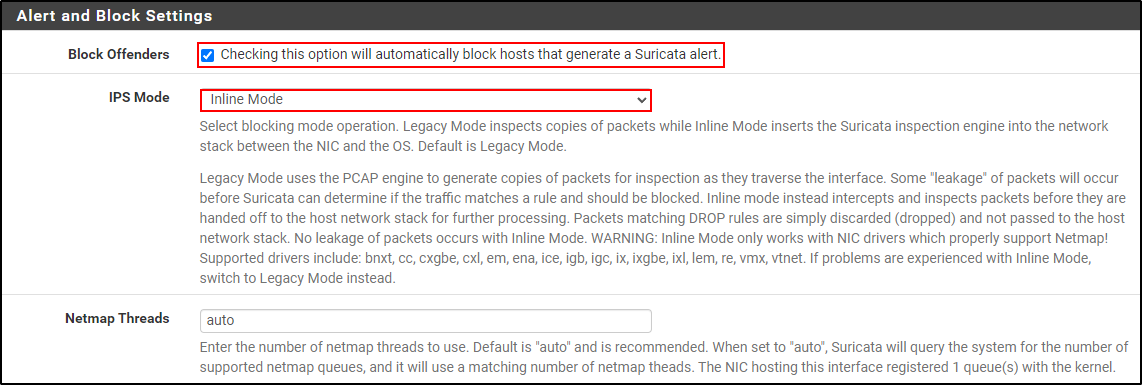 Alert and Block Settings
Block Offenders
Checking this option will automatically block hosts that generate a Suricata alert.
IPS Mode
Inline Mode
Select blocking mode operation. Legacy Mode inspects copies of packets while Inline Mode inserts the Suricata inspection engine into the network
stack between the NIC and the OS. Default is Legacy Mode.
Legacy Mode uses the PCAP engine to generate copies of packets for inspection as they traverse the interface. Some "leakage" of packets will occur
before Suricata can determine if the traffic matches a rule and should be blocked. Inline mode instead intercepts and inspects packets before they are
handed off to the host network stack for further processing. Packets matching DROP rules are simply discarded (dropped) and not passed to the host
network stack. No leakage of packets occurs with Inline Mode. WARNING: Inline Mode only works with NIC drivers which properly support Netmap!
Supported drivers include: bnxt, cc, cxgbe, cxl, em, ena, ice, igb, igc, ix, ixgbe, ixl, lem, re, vmx, vtnet. If problems are experienced with Inline Mode,
switch to Legacy Mode instead.
Netmap Threads
auto
Enter the number of netmap threads to use. Default is "auto" and is recommended. When set to "auto", Suricata will query the system for the number of
supported netmap queues, and it will use a matching number of netmap theads. The NIC hosting this interface registered 1 queue(s) with the kernel.